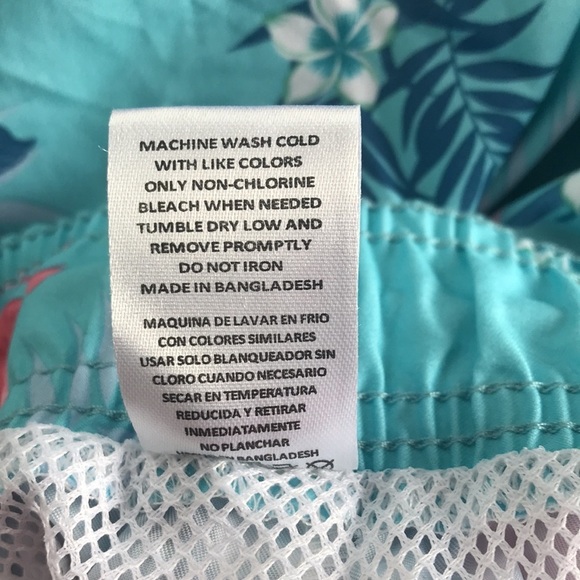 MACHINE WASH COLD
WITH LIKE COLORS
ONLY NON-CHLORINE
BLEACH WHEN NEEDED
TUMBLE DRY LOW AND
REMOVE PROMPTLY
DO NOT IRON
MADE IN BANGLADESH
MAQUINA DE LAVAR EN FRIO
CON COLORES SIMILARES
USAR SOLO BLANQUEADOR SIN
CLORO CUANDO NECESARIO
SECAR EN TEMPERATURA
REDUCIDA Y RETIRAR
INMEDIATAMENTE
NO PLANCHAR
BANGLADESH